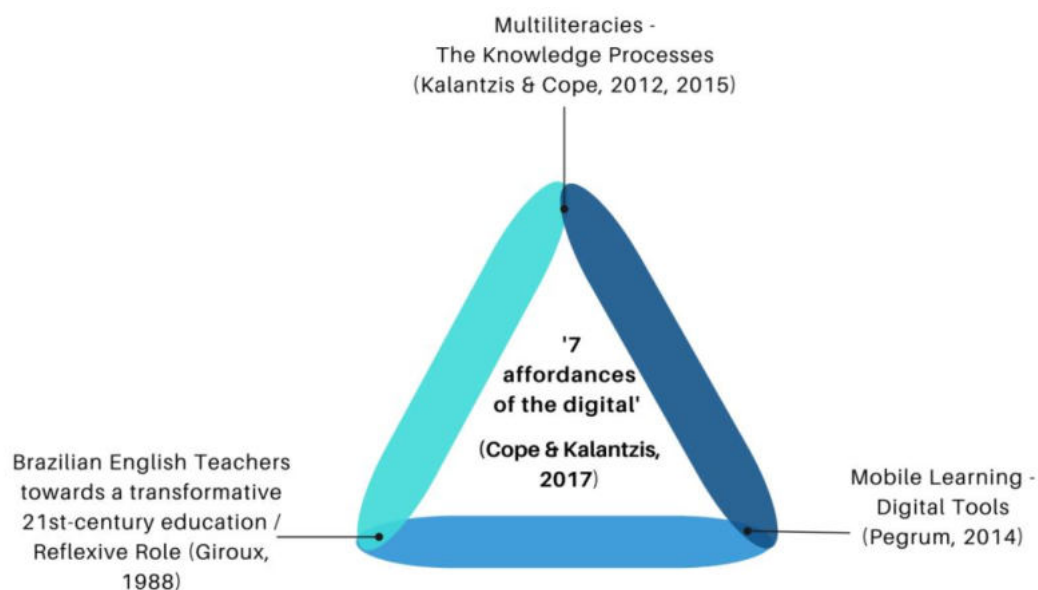 Multiliteracies -
The Knowledge Processes
(Kalantzis & Cope, 2012, 2015)
'7
affordances
of the digital'
(Cope & Kalantzis,
2017)
Brazilian English Teachers
towards a transformative
21st-century education /
Reflexive Role (Giroux,
1988)
Mobile Learning -
Digital Tools
(Pegrum, 2014)